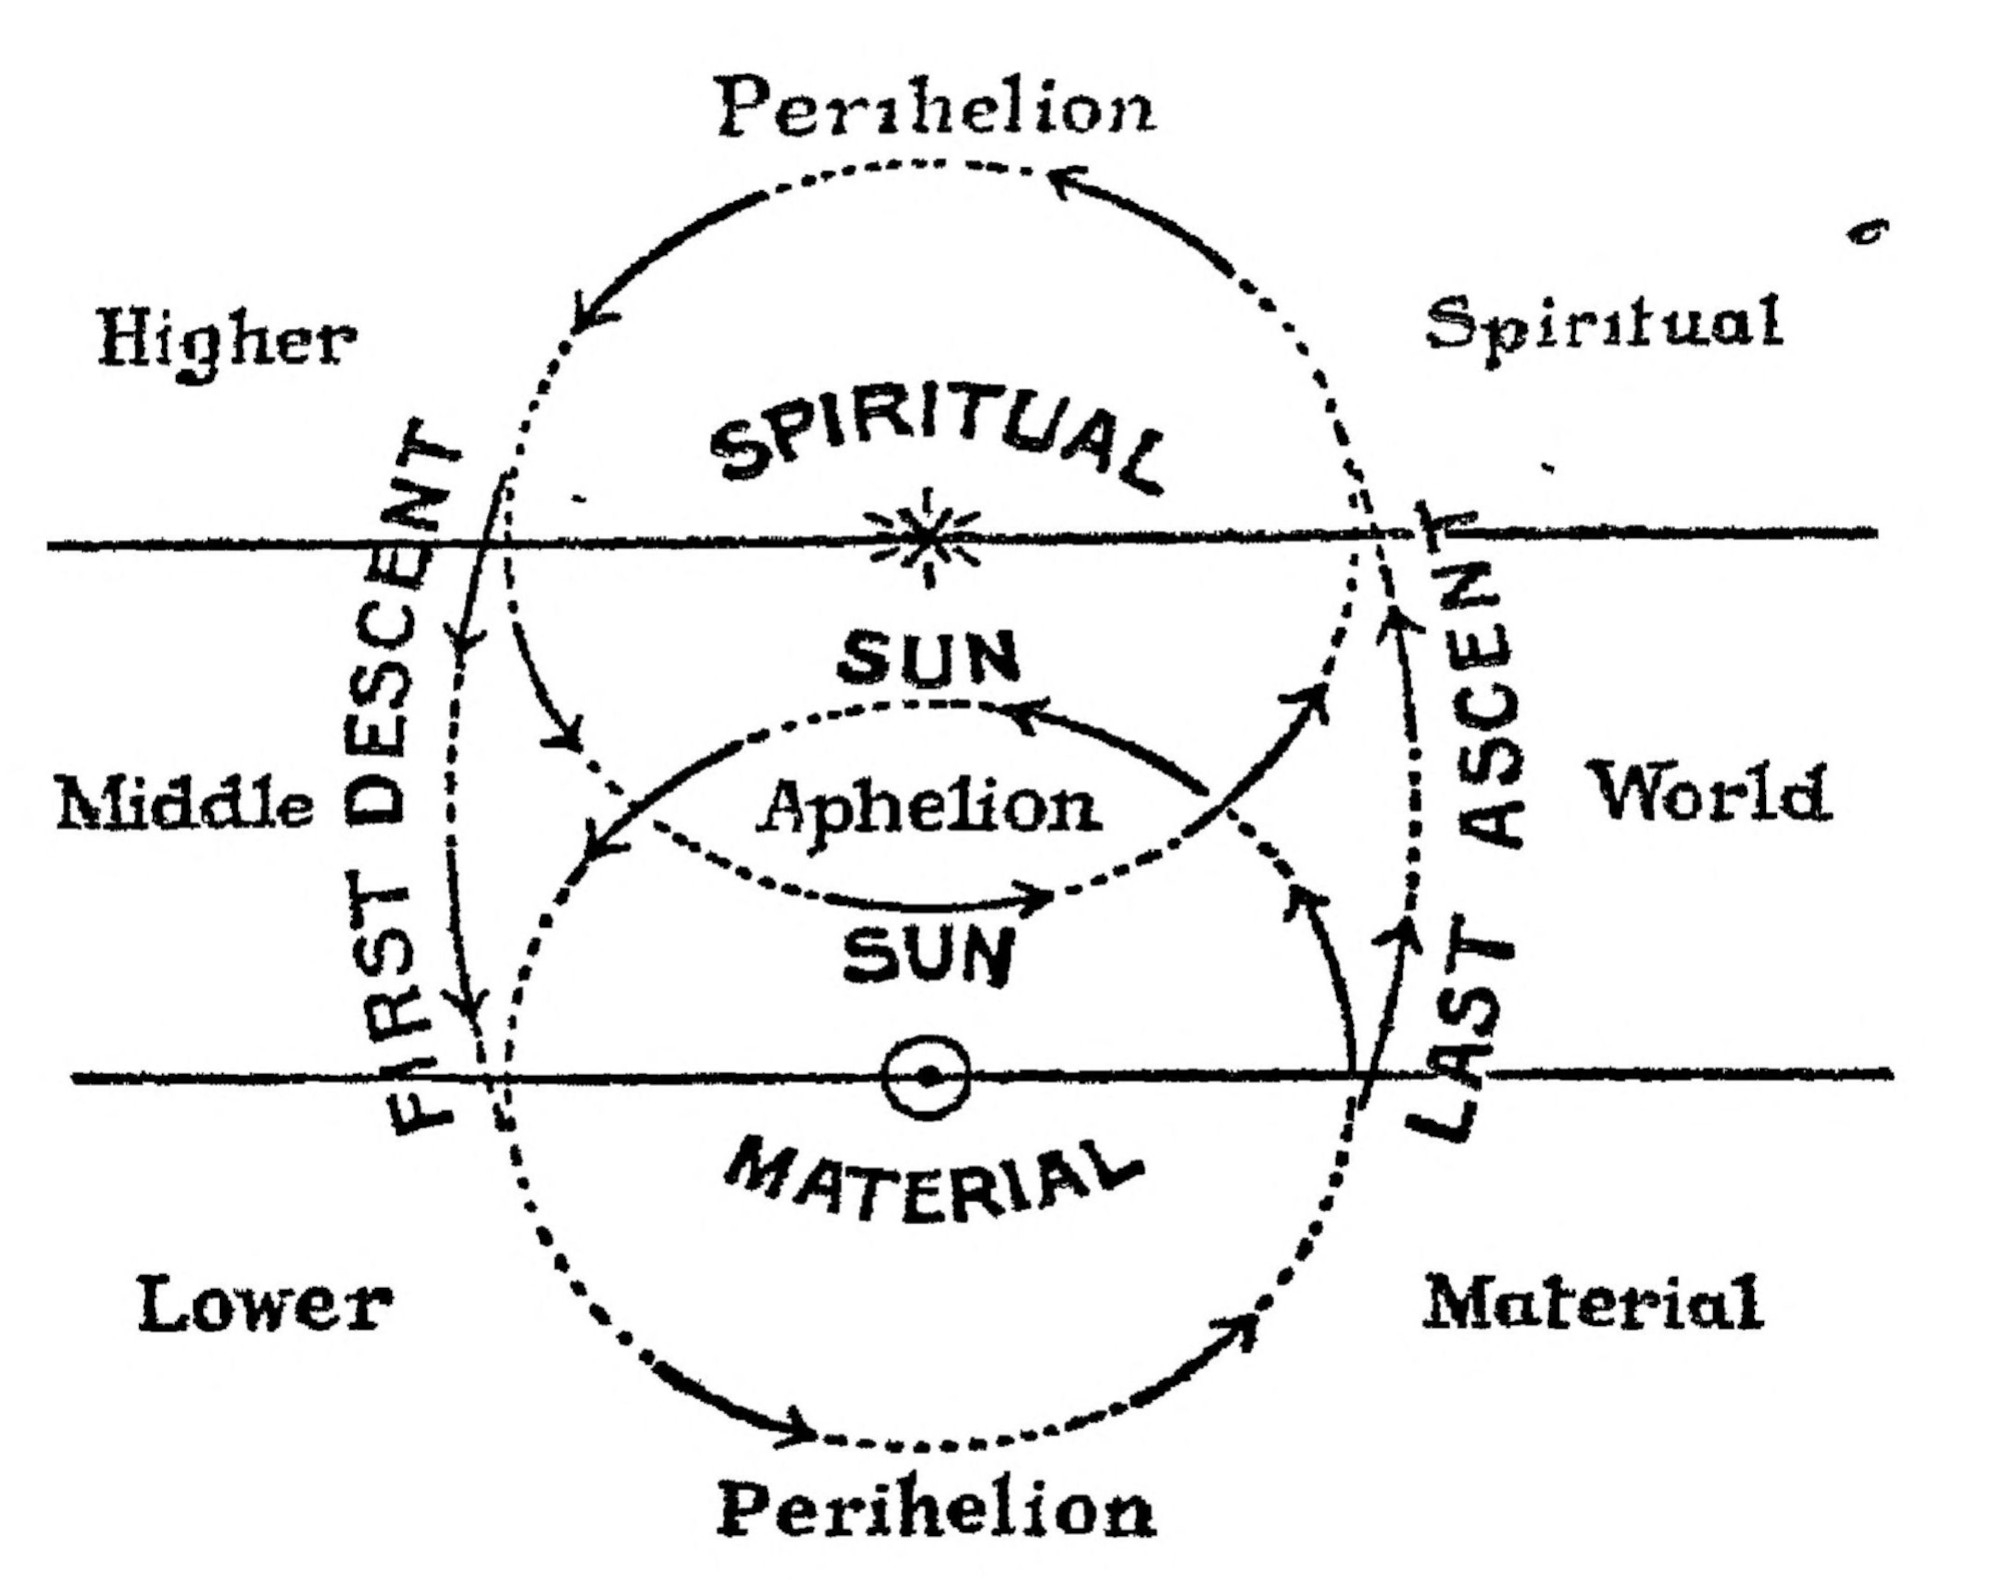 Perihelion
Higher
Spiritual
SPIRITUAL
SUN
FIRST DESCENT
LAST ASCENT
Middle
Aphelion
World
SUN
MATERIAL
Lower
Material
Perihelion